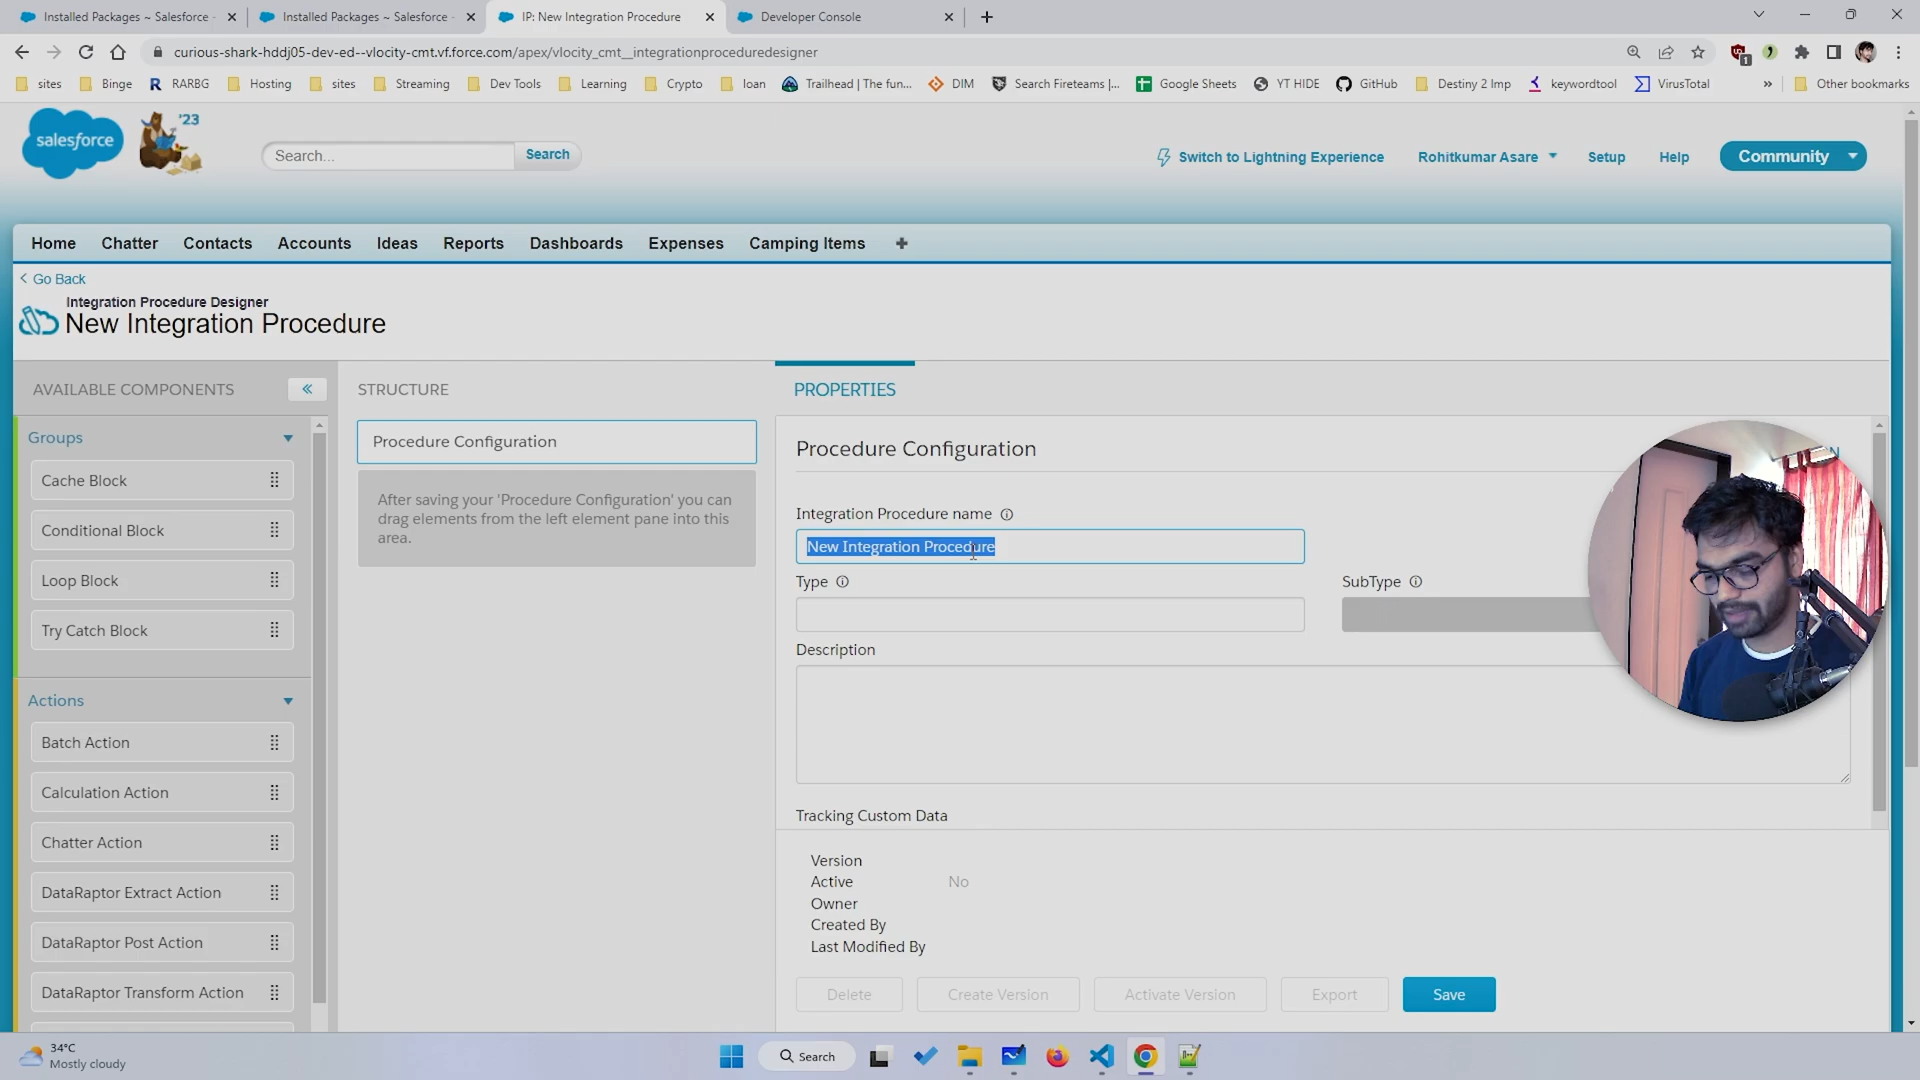 Installed Packages ~ Salesforce - Installed Packages ~ Salesforce - IP: New Integration Procedure Developer Console
curious-shark-hddj05-dev-ed--vlocity-cmt.vf.force.com/apex/vlocity_cmt__integrationproceduredesigner
sites Binge R RARBG Hosting sites Streaming Dev Tools Learning Crypto loan Trailhead | The fun... DIM Search Fireteams |... Google Sheets YT HIDE GitHub Destiny 2 Imp keywordtool VirusTotal » Other bookmarks
salesforce '23 Search... Search Switch to Lightning Experience Rohitkumar Asare Setup Help Community
Home Chatter Contacts Accounts Ideas Reports Dashboards Expenses Camping Items +
< Go Back
Integration Procedure Designer
New Integration Procedure
AVAILABLE COMPONENTS «
Groups
Cache Block
Conditional Block
Loop Block
Try Catch Block
Actions
Batch Action
Calculation Action
Chatter Action
DataRaptor Extract Action
DataRaptor Post Action
DataRaptor Transform Action
STRUCTURE
Procedure Configuration
After saving your 'Procedure Configuration' you can
drag elements from the left element pane into this
area.
PROPERTIES
Procedure Configuration
Integration Procedure name
New Integration Procedure
Type SubType
Description
Tracking Custom Data
Version
Active No
Owner
Created By
Last Modified By
Delete Create Version Activate Version Export Save
34°C
Mostly cloudy
Search